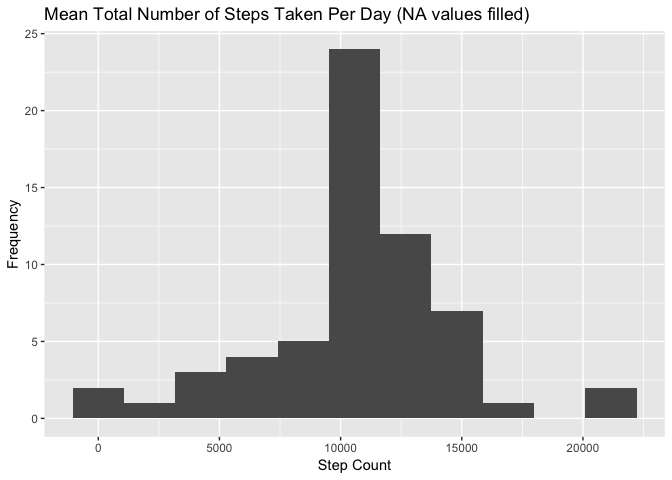 Mean Total Number of Steps Taken Per Day (NA values filled)
25
20
15
10
5
0
Frequency
0 5000 10000 15000 20000
Step Count